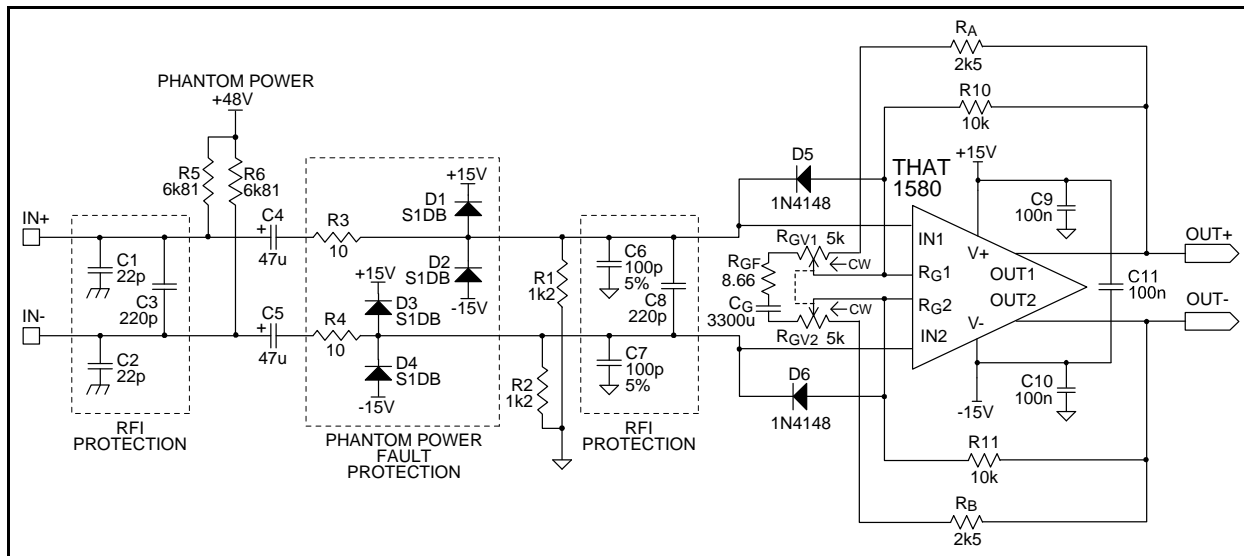 PHANTOM POWER
+48V
R5
6k81
R6
6k81
IN+
IN-
C1
22p
C2
22p
C3
220p
RFI
PROTECTION
C4
+
47u
C5
+
47u
R3
10
R4
10
+15V
D1
S1DB
D2
S1DB
-15V
+15V
D3
S1DB
D4
S1DB
-15V
PHANTOM POWER
FAULT
PROTECTION
R1
1k2
R2
1k2
C6
100p
5%
C8
220p
C7
100p
5%
RFI
PROTECTION
D5
1N4148
D6
1N4148
RGV1 5k
CW
RGF
8.66
CG
3300u
CW
RGV2 5k
RA
2k5
R10
10k
THAT
1580
+15V
C9
100n
IN1
V+
RG1
OUT1
RG2
OUT2
IN2
V-
C11
100n
C10
100n
-15V
R11
10k
RB
2k5
OUT+
OUT-